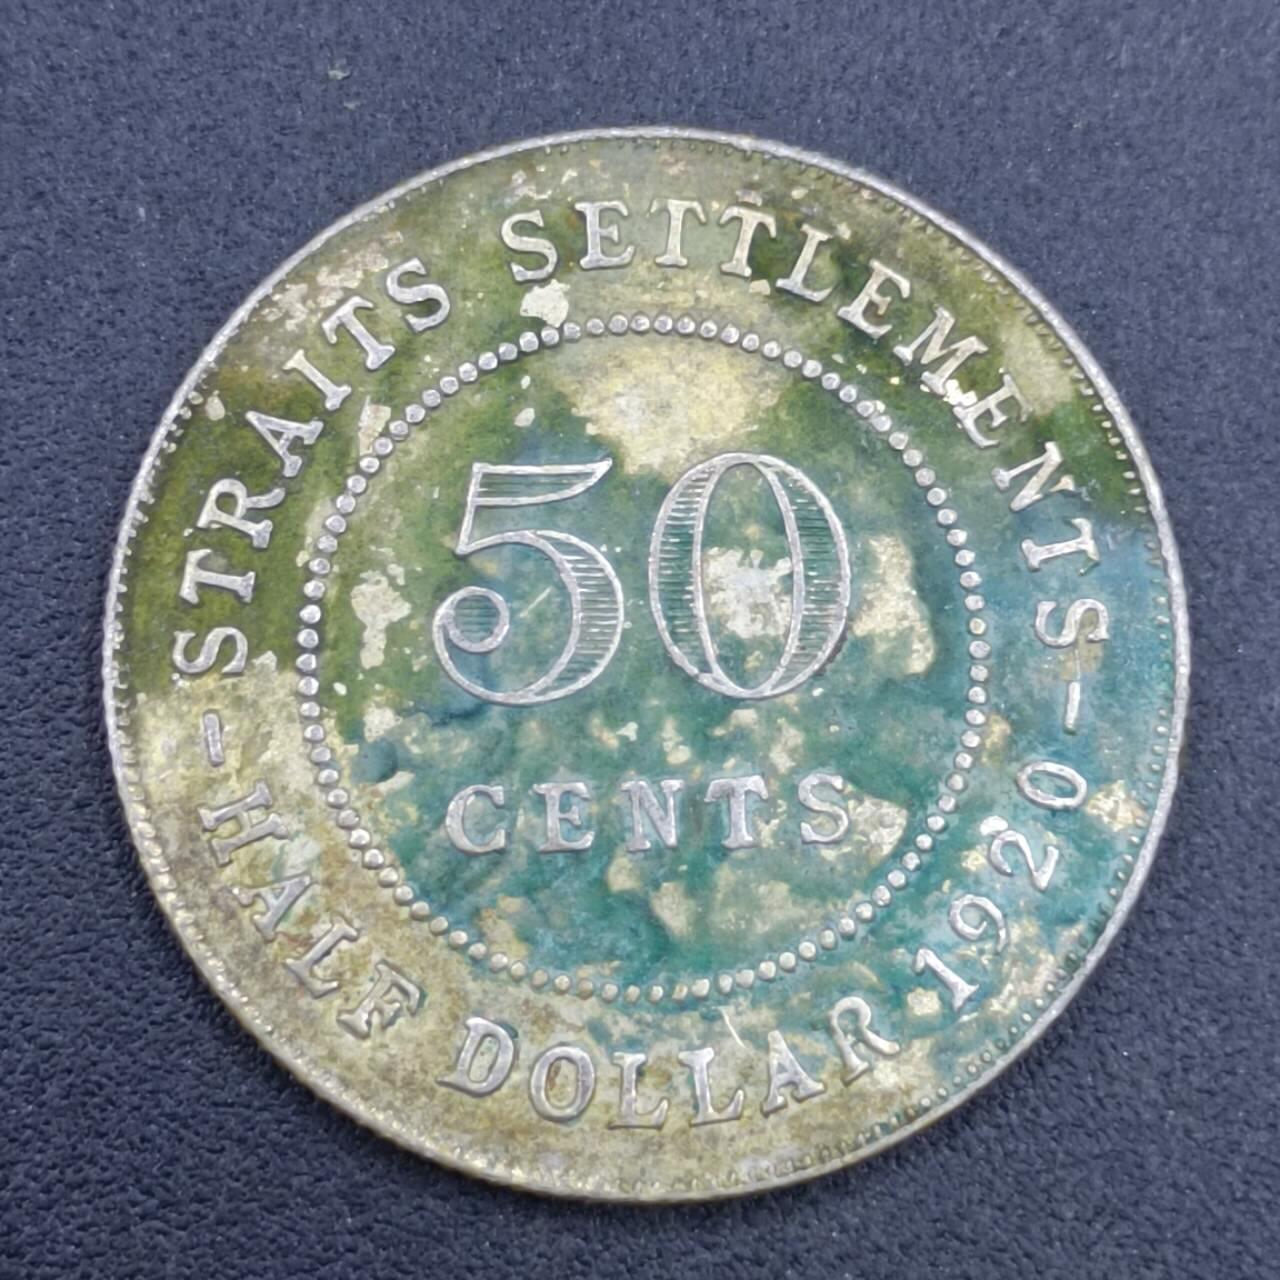 STRAITS SETTLEMENTS
50
CENTS
-HALF DOLLAR 1920-